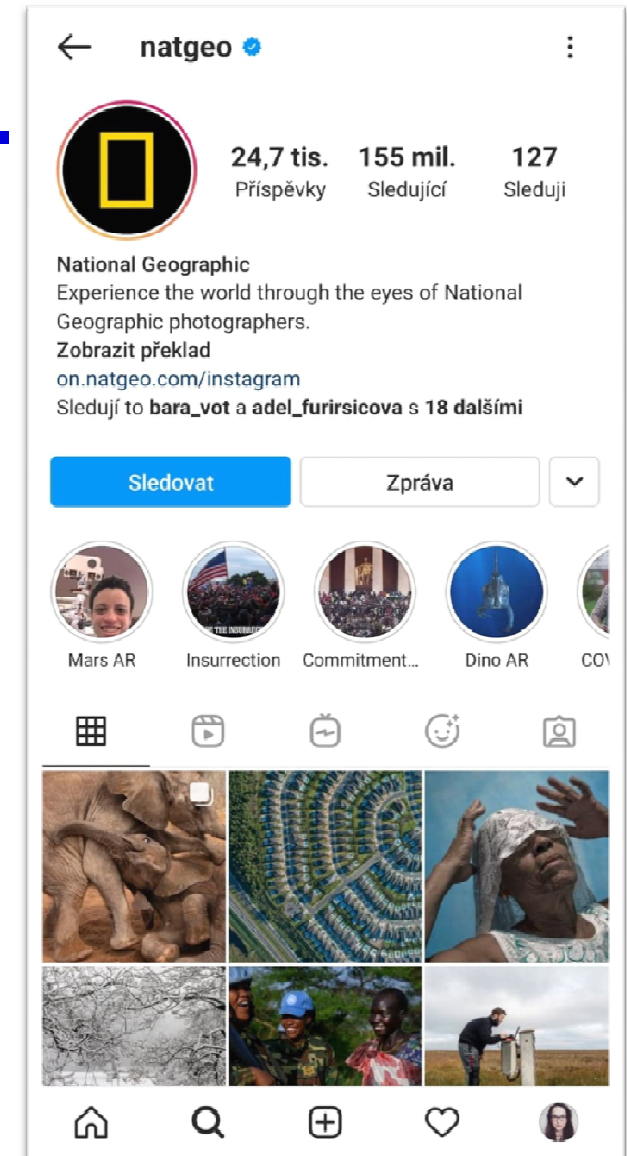 natgeo
24,7 tis. 155 mil. 127
Příspěvky Sledující Sleduji
National Geographic
Experience the world through the eyes of National
Geographic photographers.
Zobrazit překlad
on.natgeo.com/instagram
Sledují to bara_vot a adel_furirsicova s 18 dalšími
Sledovat Zpráva
THE INSURREC
Mars AR Insurrection Commitment... Dino AR COV